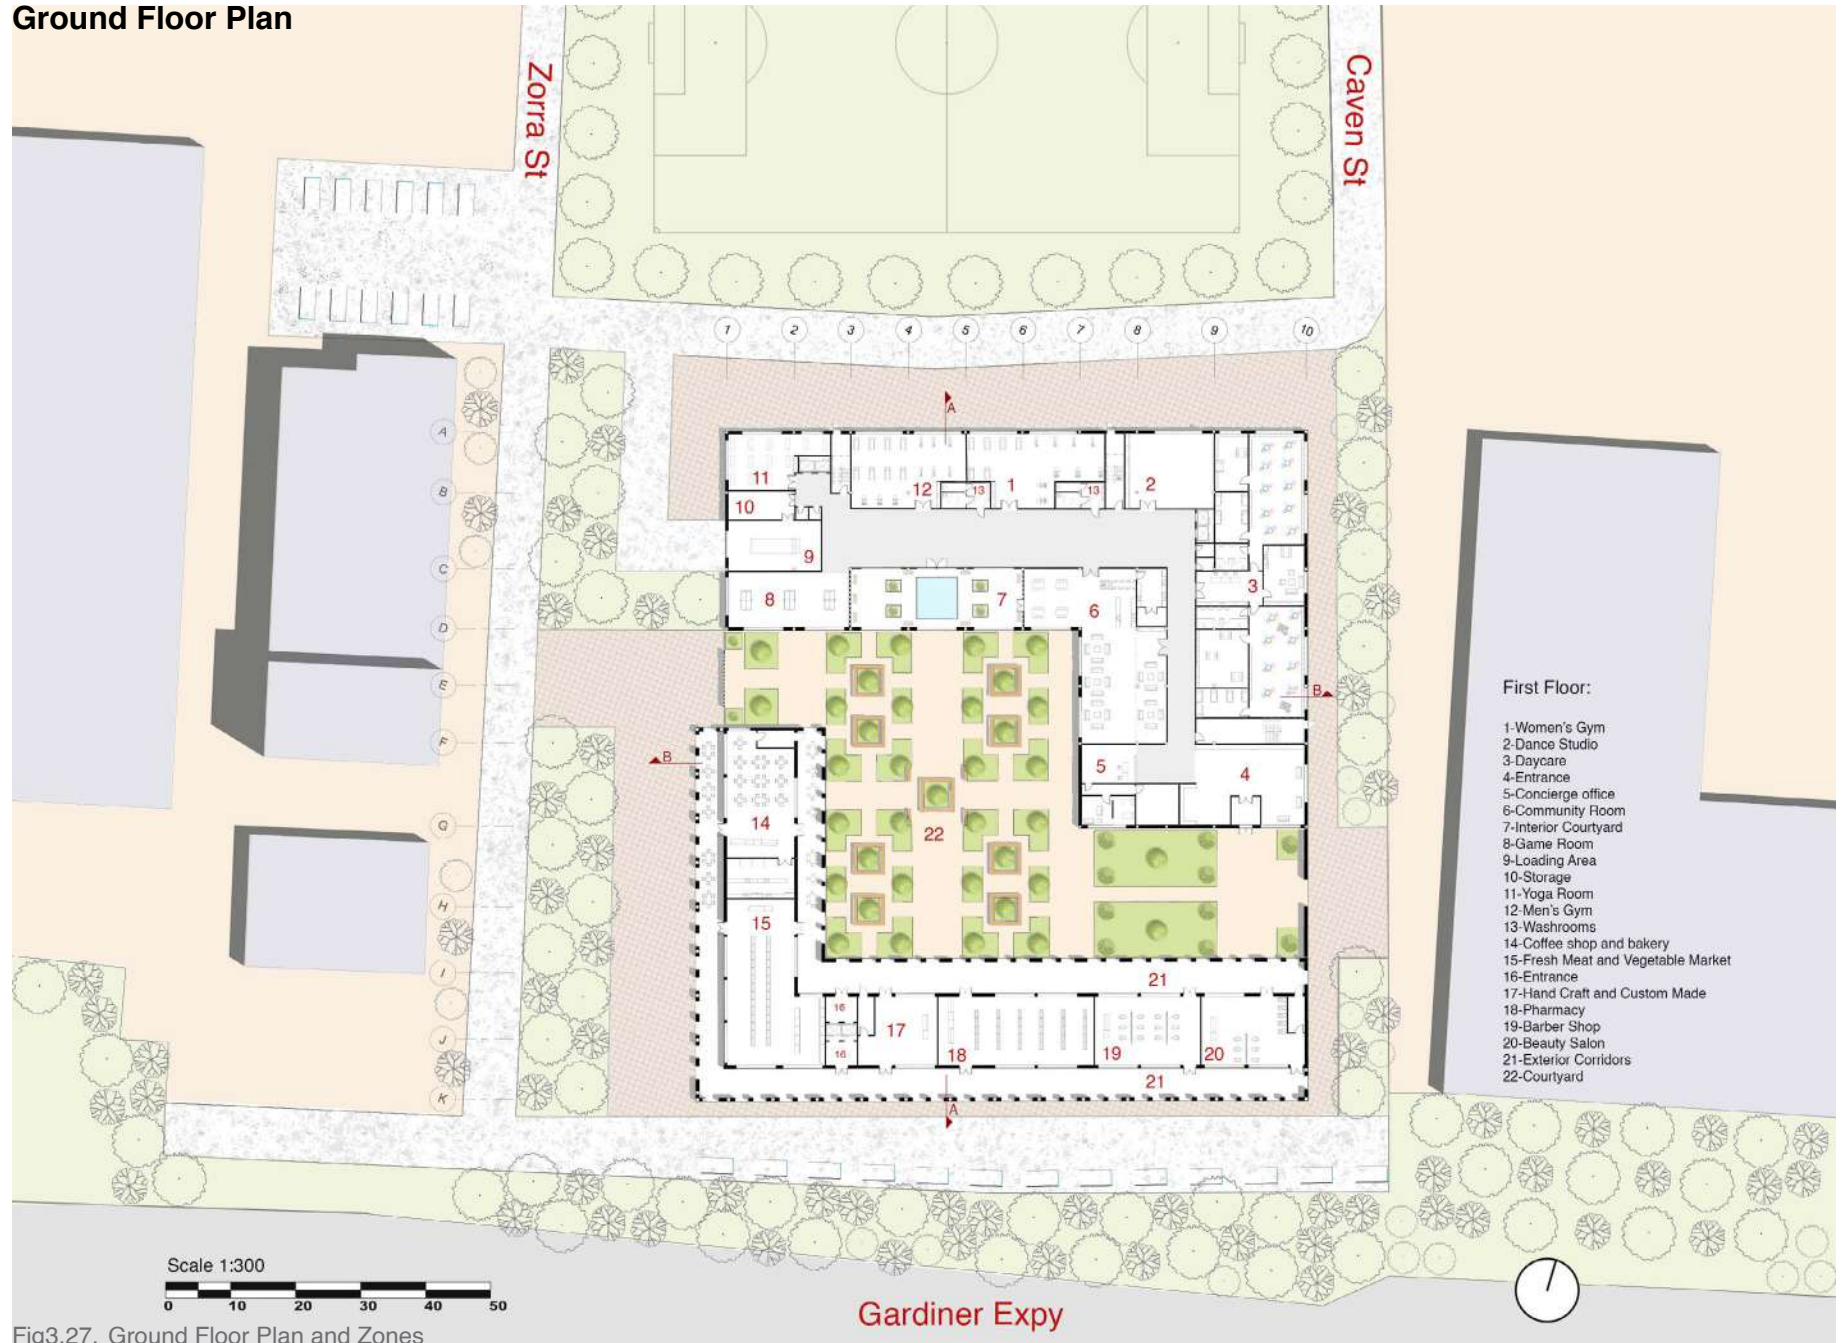 Ground Floor Plan
Zorra St
Caven St
1 2 3 4 5 6 7 8 9 10
A
A
B
C
D
E
F
G
H
I
J
K
11
12
13
1
13
2
10
9
8
7
6
3
B
B
5
4
14
22
15
21
16
17
16
18
19
20
21
A
First Floor:
1-Women's Gym
2-Dance Studio
3-Daycare
4-Entrance
5-Concierge office
6-Community Room
7-Interior Courtyard
8-Game Room
9-Loading Area
10-Storage
11-Yoga Room
12-Men's Gym
13-Washrooms
14-Coffee shop and bakery
15-Fresh Meat and Vegetable Market
16-Entrance
17-Hand Craft and Custom Made
18-Pharmacy
19-Barber Shop
20-Beauty Salon
21-Exterior Corridors
22-Courtyard
Scale 1:300
0 10 20 30 40 50
Gardiner Expy
Fig3.27. Ground Floor Plan and Zones